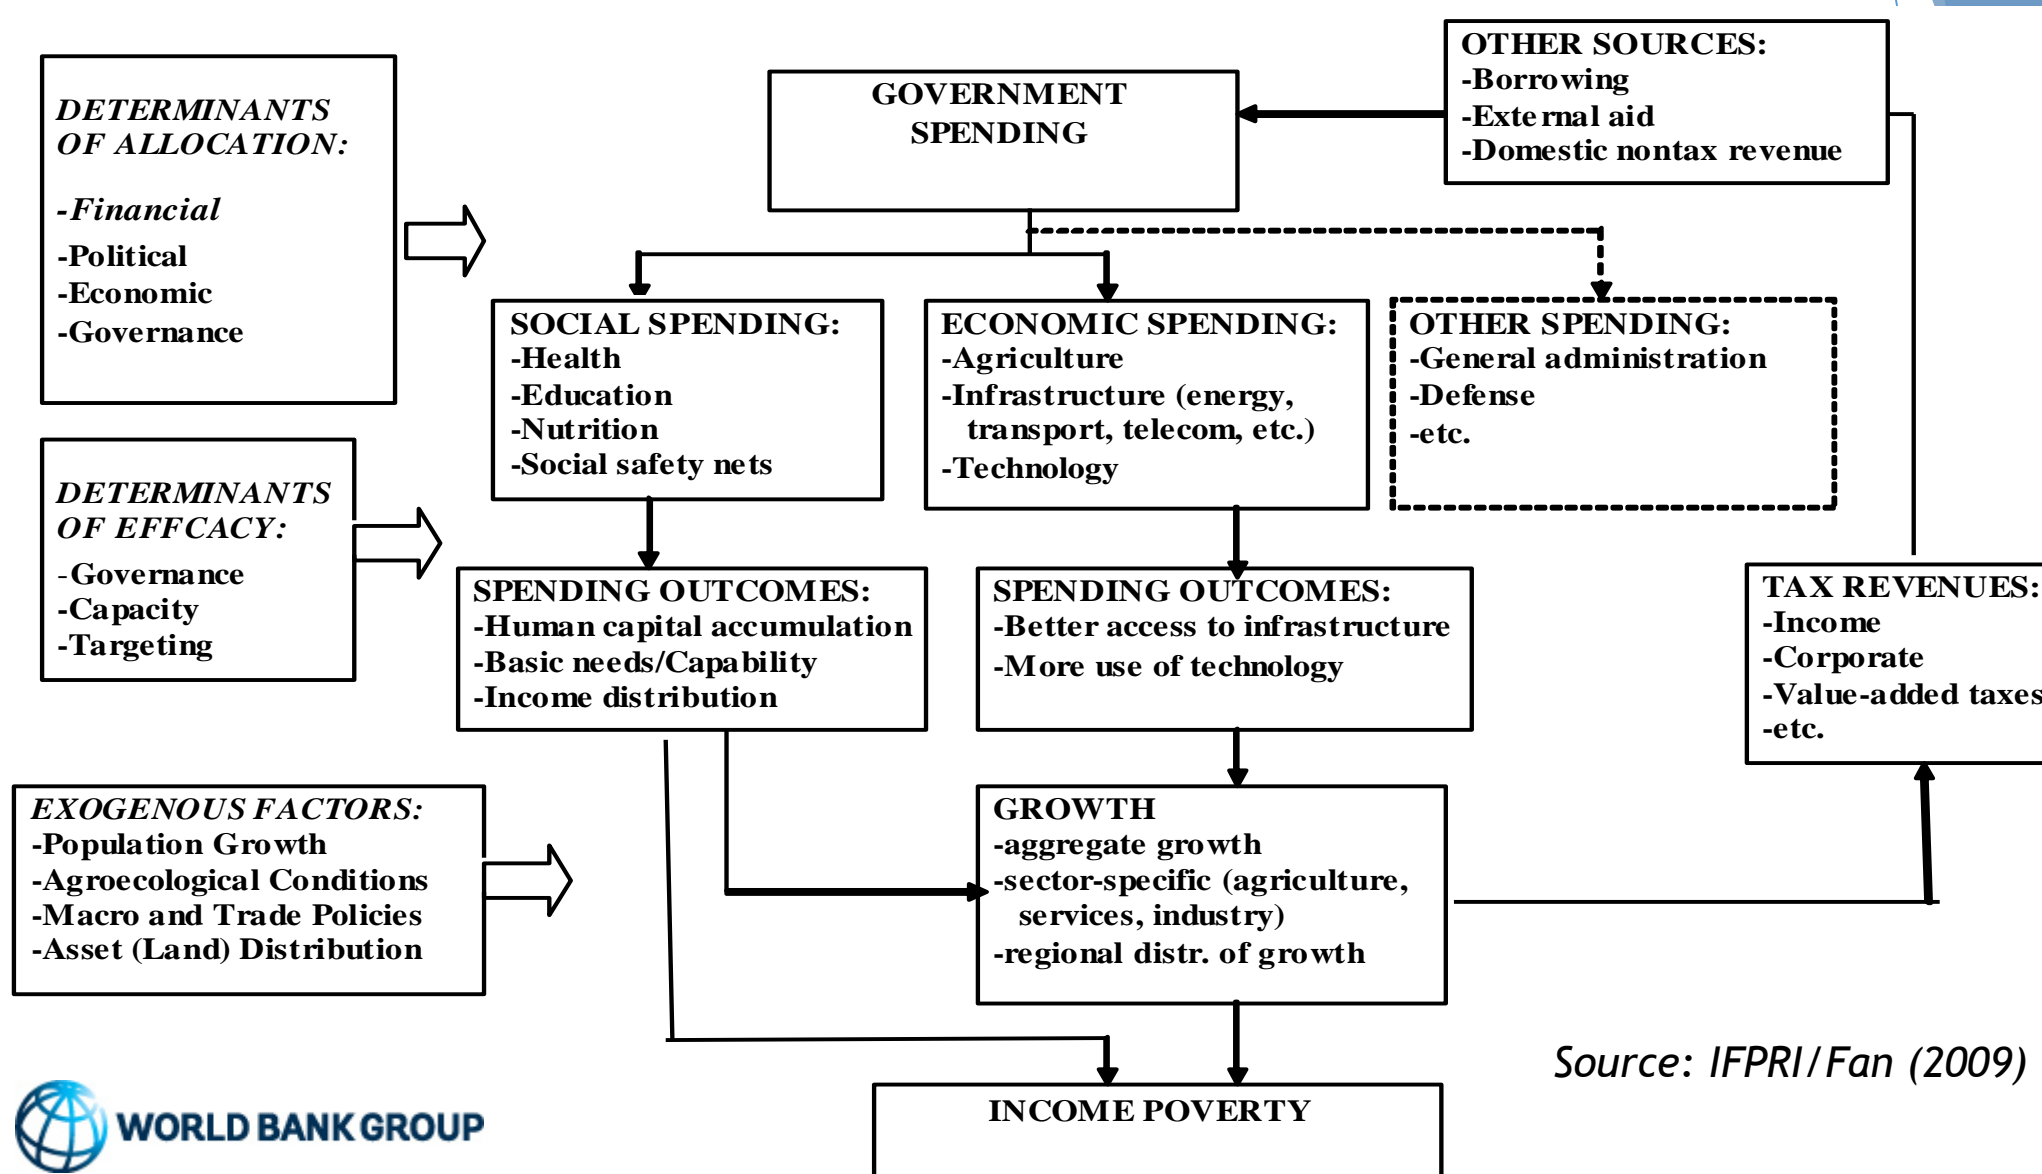 DETERMINANTS
OF ALLOCATION:
-Financial
-Political
-Economic
-Governance
GOVERNMENT
SPENDING
OTHER SOURCES:
-Borrowing
-External aid
-Domestic nontax revenue
SOCIAL SPENDING:
-Health
-Education
-Nutrition
-Social safety nets
ECONOMIC SPENDING:
-Agriculture
-Infrastructure (energy,
transport, telecom, etc.)
-Technology
OTHER SPENDING:
-General administration
-Defense
-etc.
DETERMINANTS
OF EFFCACY:
-Governance
-Capacity
-Targeting
SPENDING OUTCOMES:
-Human capital accumulation
-Basic needs/Capability
-Income distribution
SPENDING OUTCOMES:
-Better access to infrastructure
-More use of technology
TAX REVENUES:
-Income
-Corporate
-Value-added taxes
-etc.
EXOGENOUS FACTORS:
-Population Growth
-Agroecological Conditions
-Macro and Trade Policies
-Asset (Land) Distribution
GROWTH
-aggregate growth
-sector-specific (agriculture,
services, industry)
-regional distr. of growth
INCOME POVERTY
Source: IFPRI/Fan (2009)
WORLD BANK GROUP